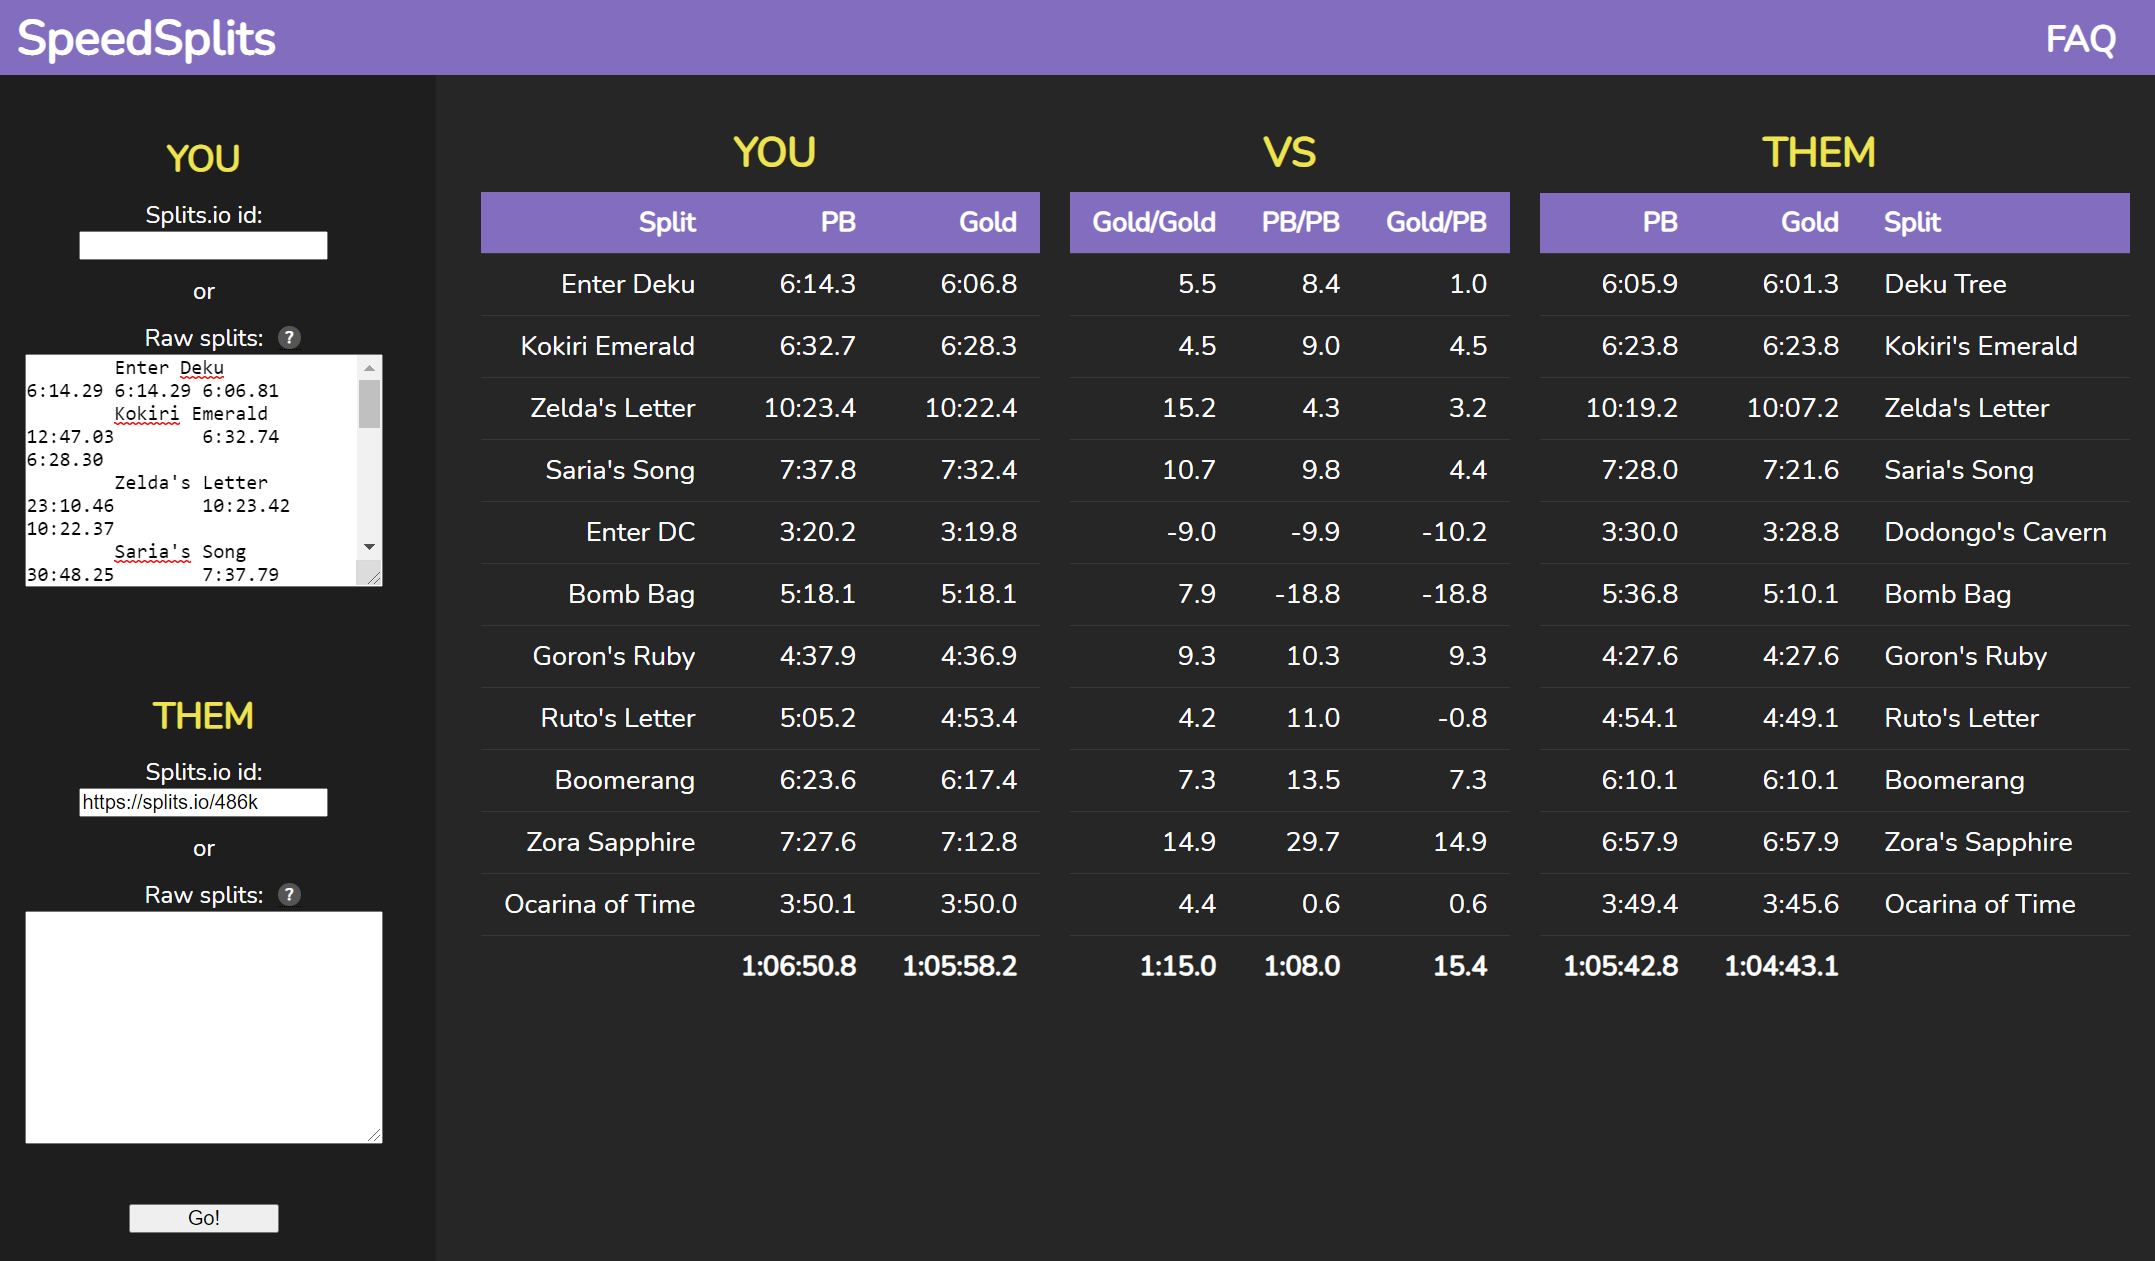 SpeedSplits
FAQ
YOU
Splits.io id:
or
Raw splits: ?
Enter Deku
6:14.29 6:14.29 6:06.81
Kokiri Emerald
12:47.03 6:32.74
6:28.30
Zelda's Letter
23:10.46 10:23.42
10:22.37
Saria's Song
30:48.25 7:37.79
THEM
Splits.io id:
https://splits.io/486k
or
Raw splits: ?
Go!
YOU VS THEM
Split PB Gold Gold/Gold PB/PB Gold/PB PB Gold Split
Enter Deku 6:14.3 6:06.8 5.5 8.4 1.0 6:05.9 6:01.3 Deku Tree
Kokiri Emerald 6:32.7 6:28.3 4.5 9.0 4.5 6:23.8 6:23.8 Kokiri's Emerald
Zelda's Letter 10:23.4 10:22.4 15.2 4.3 3.2 10:19.2 10:07.2 Zelda's Letter
Saria's Song 7:37.8 7:32.4 10.7 9.8 4.4 7:28.0 7:21.6 Saria's Song
Enter DC 3:20.2 3:19.8 -9.0 -9.9 -10.2 3:30.0 3:28.8 Dodongo's Cavern
Bomb Bag 5:18.1 5:18.1 7.9 -18.8 -18.8 5:36.8 5:10.1 Bomb Bag
Goron's Ruby 4:37.9 4:36.9 9.3 10.3 9.3 4:27.6 4:27.6 Goron's Ruby
Ruto's Letter 5:05.2 4:53.4 4.2 11.0 -0.8 4:54.1 4:49.1 Ruto's Letter
Boomerang 6:23.6 6:17.4 7.3 13.5 7.3 6:10.1 6:10.1 Boomerang
Zora Sapphire 7:27.6 7:12.8 14.9 29.7 14.9 6:57.9 6:57.9 Zora's Sapphire
Ocarina of Time 3:50.1 3:50.0 4.4 0.6 0.6 3:49.4 3:45.6 Ocarina of Time
1:06:50.8 1:05:58.2 1:15.0 1:08.0 15.4 1:05:42.8 1:04:43.1